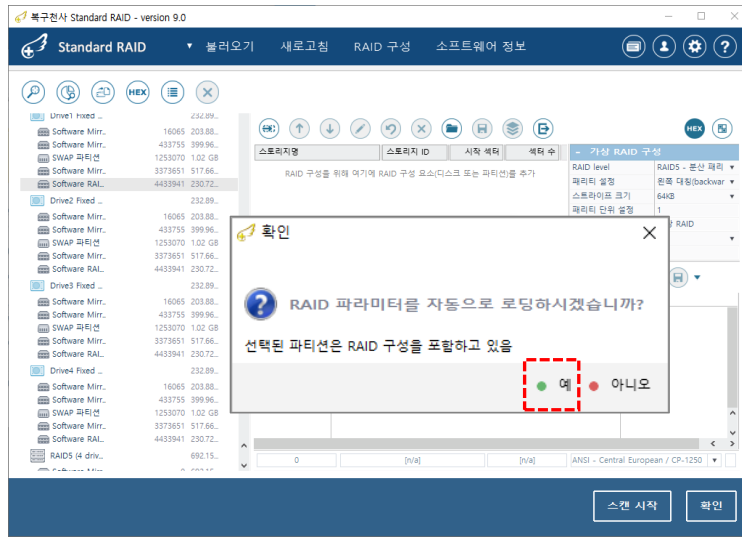 복구천사 Standard RAID - version 9.0
Standard RAID ▼ 불러오기 새로고침 RAID 구성 소프트웨어 정보
HEX
Drive1 Fixed .. 232.89..
Software Mirr.. 16065 203.88..
Software Mirr.. 433755 399.96..
SWAP 파티션 1253070 1.02 GB
Software Mirr.. 3373651 517.66..
Software RAI.. 4433941 230.72..
Drive2 Fixed .. 232.89..
Software Mirr.. 16065 203.88..
Software Mirr.. 433755 399.96..
SWAP 파티션 1253070 1.02 GB
Software Mirr.. 3373651 517.66..
Software RAI.. 4433941 230.72..
Drive3 Fixed .. 232.89..
Software Mirr.. 16065 203.88..
Software Mirr.. 433755 399.96..
SWAP 파티션 1253070 1.02 GB
Software Mirr.. 3373651 517.66..
Software RAI.. 4433941 230.72..
Drive4 Fixed .. 232.89..
Software Mirr.. 16065 203.88..
Software Mirr.. 433755 399.96..
SWAP 파티션 1253070 1.02 GB
Software Mirr.. 3373651 517.66..
Software RAI.. 4433941 230.72..
RAID5 (4 driv.. 692.15..
HEX
스토리지명 스토리지 ID 시작 섹터 섹터 수
RAID 구성을 위해 여기에 RAID 구성 요소(디스크 또는 파티션)를 추가
- 가상 RAID 구성
RAID level RAID5 - 분산 패리
패리티 설정 왼쪽 대칭(backwar
스트라이프 크기 64KB
패리티 단위 설정 1
RAID
확인
RAID 파라미터를 자동으로 로딩하시겠습니까?
선택된 파티션은 RAID 구성을 포함하고 있음
예 아니오
0 [n/a] [n/a] ANSI - Central European / CP-1250
스캔 시작 확인